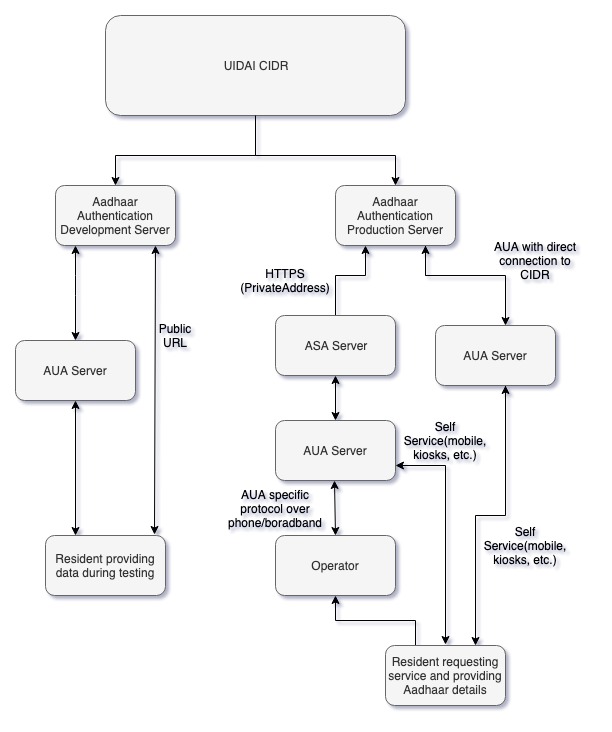 UIDAI CIDR
Aadhaar
Authentication
Development Server
Aadhaar
Authentication
Production Server
AUA with direct
connection to
CIDR
HTTPS
(PrivateAddress)
Public
URL
AUA Server
ASA Server
AUA Server
AUA Server
Self
Service(mobile,
kiosks, etc.)
AUA specific
protocol over
phone/boradband
Self
Service(mobile,
kiosks, etc.)
Resident providing
data during testing
Operator
Resident requesting
service and providing
Aadhaar details